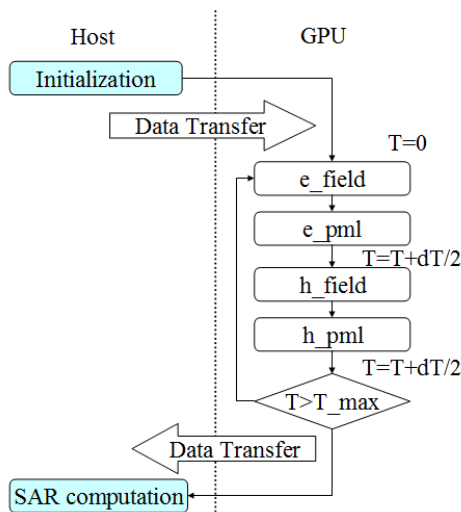 Host
GPU
Initialization
Data Transfer
T=0
e_field
e_pml
T=T+dT/2
h_field
h_pml
T=T+dT/2
T>T_max
Data Transfer
SAR computation